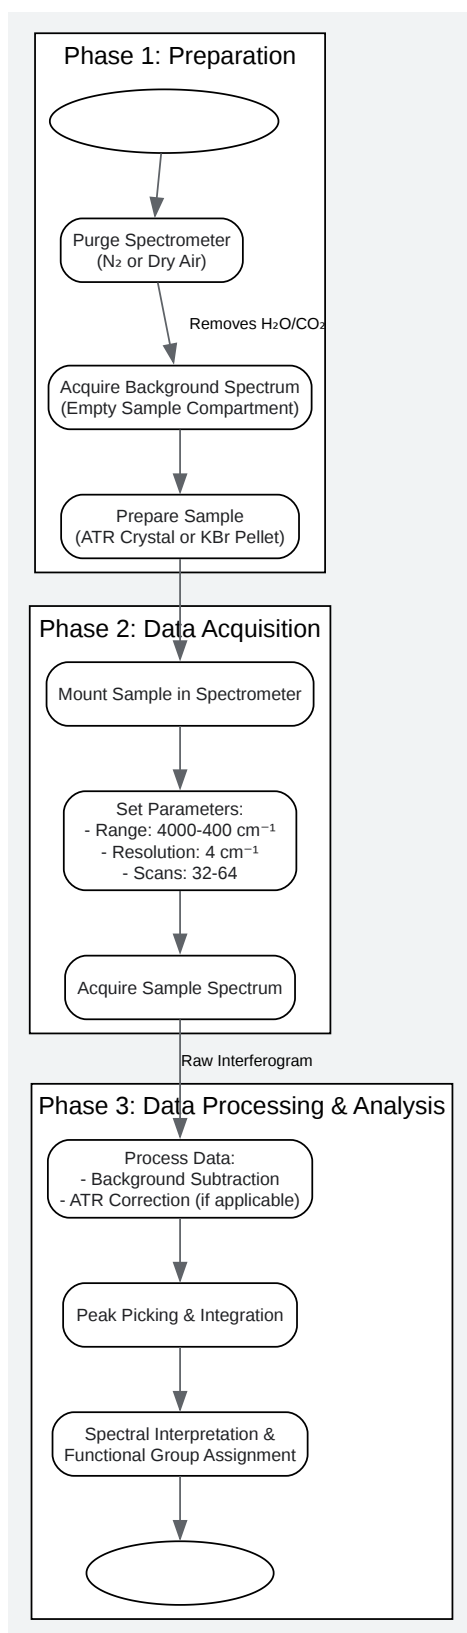 Phase 1: Preparation
Purge Spectrometer
(N₂ or Dry Air)
Removes H₂O/CO₂
Acquire Background Spectrum
(Empty Sample Compartment)
Prepare Sample
(ATR Crystal or KBr Pellet)
Phase 2: Data Acquisition
Mount Sample in Spectrometer
Set Parameters:
- Range: 4000-400 cm⁻¹
- Resolution: 4 cm⁻¹
- Scans: 32-64
Acquire Sample Spectrum
Raw Interferogram
Phase 3: Data Processing & Analysis
Process Data:
- Background Subtraction
- ATR Correction (if applicable)
Peak Picking & Integration
Spectral Interpretation &
Functional Group Assignment